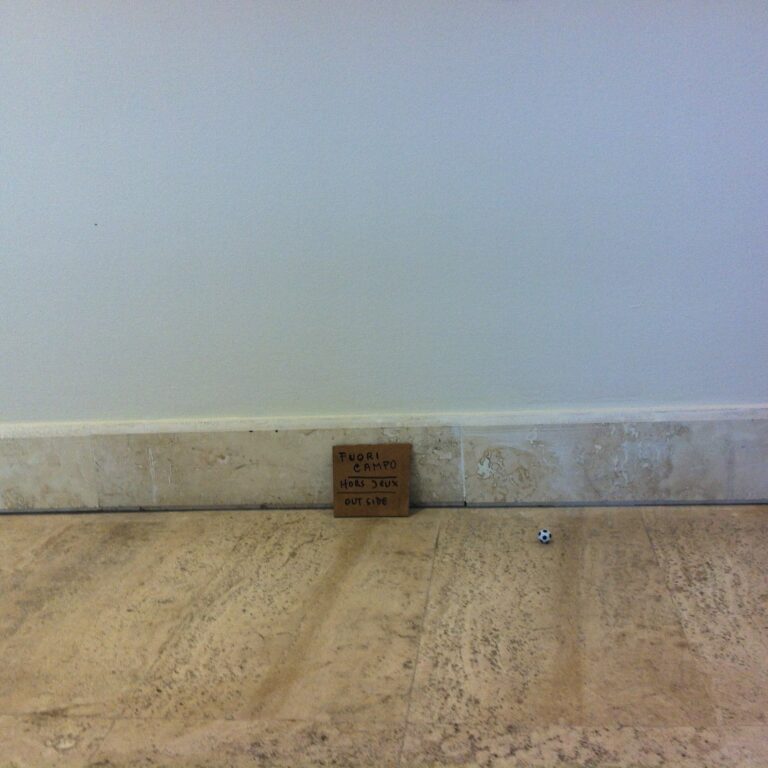 FUORI
CAMPO
HORS JEUX
OUT SIDE